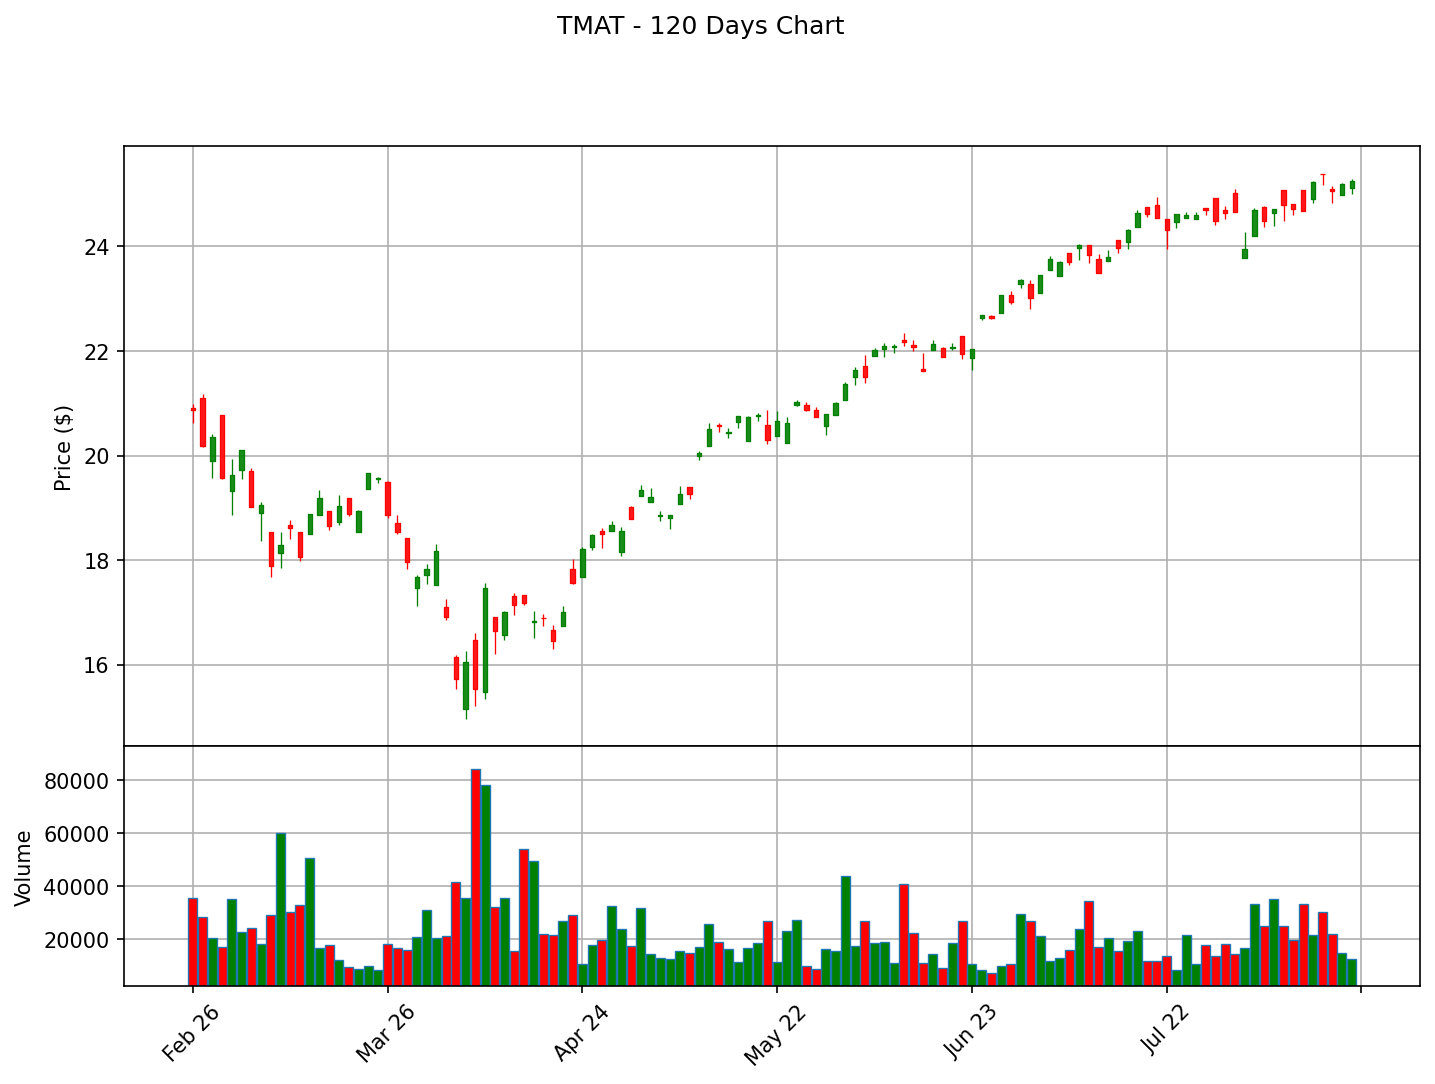 TMAT - 120 Days Chart
Price ($)
24
22
20
18
16
Volume
80000
60000
40000
20000
Feb 26
Mar 26
Apr 24
May 22
Jun 23
Jul 22